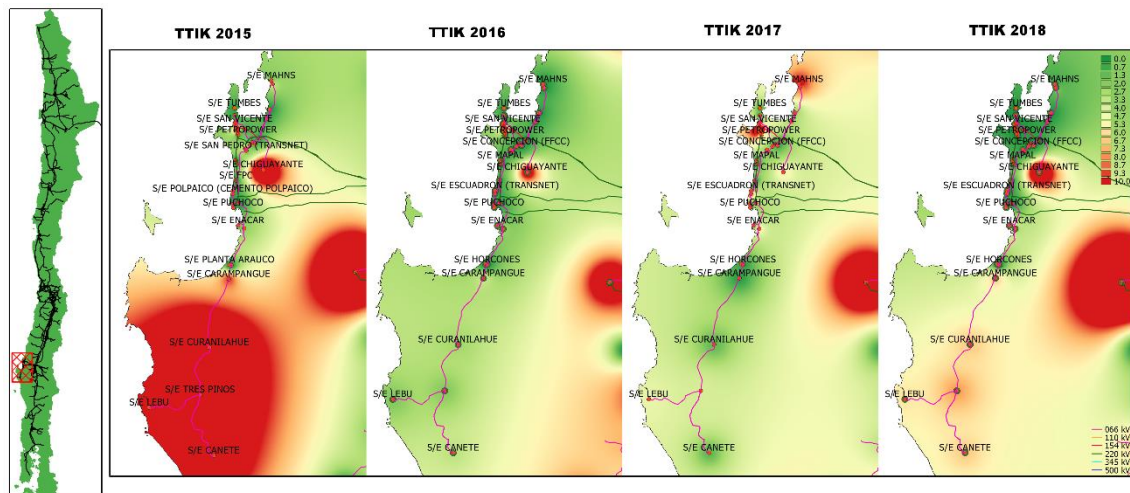 TTIK 2015
S/E MAHNS
S/E TUMBES
S/E SAN VICENTE
S/E PETROPOWER
S/E SAN PEDRO (TRANSNET)
S/E CHIGUAYANTE
S/E FPC
S/E POLPAICO (CEMENTO POLPAICO)
S/E PUCHOCO
S/E ENACAR
S/E PLANTA ARAUCO
S/E CARAMPANGUE
S/E CURANILAHUE
S/E TRES PINOS
S/E LEBU
S/E CANETE
TTIK 2016
S/E MAHNS
S/E TUMBES
S/E SAN VICENTE
S/E PETROPOWER
S/E CONCEPCION (FFCC)
S/E MAPAL
S/E CHIGUAYANTE
S/E ESCUADRON (TRANSNET)
S/E PUCHOCO
S/E ENACAR
S/E HORCONES
S/E CARAMPANGUE
S/E CURANILAHUE
S/E LEBU
S/E CANETE
TTIK 2017
S/E MAHNS
S/E TUMBES
S/E SAN VICENTE
S/E PETROPOWER
S/E CONCEPCION (FFCC)
S/E MAPAL
S/E CHIGUAYANTE
S/E ESCUADRON (TRANSNET)
S/E PUCHOCO
S/E ENACAR
S/E HORCONES
S/E CARAMPANGUE
S/E CURANILAHUE
S/E LEBU
S/E CANETE
TTIK 2018
S/E MAHNS
S/E TUMBES
S/E SAN VICENTE
S/E PETROPOWER
S/E CONCEPCION (FFCC)
S/E MAPAL
S/E CHIGUAYANTE
S/E ESCUADRON (TRANSNET)
S/E PUCHOCO
S/E ENACAR
S/E HORCONES
S/E CARAMPANGUE
S/E CURANILAHUE
S/E LEBU
S/E CANETE
0.0
0.7
1.3
2.0
2.7
3.3
4.0
4.7
5.3
6.0
6.7
7.3
8.0
8.7
9.3
10.0
066 kV
110 kV
154 kV
220 kV
345 kV
500 kV